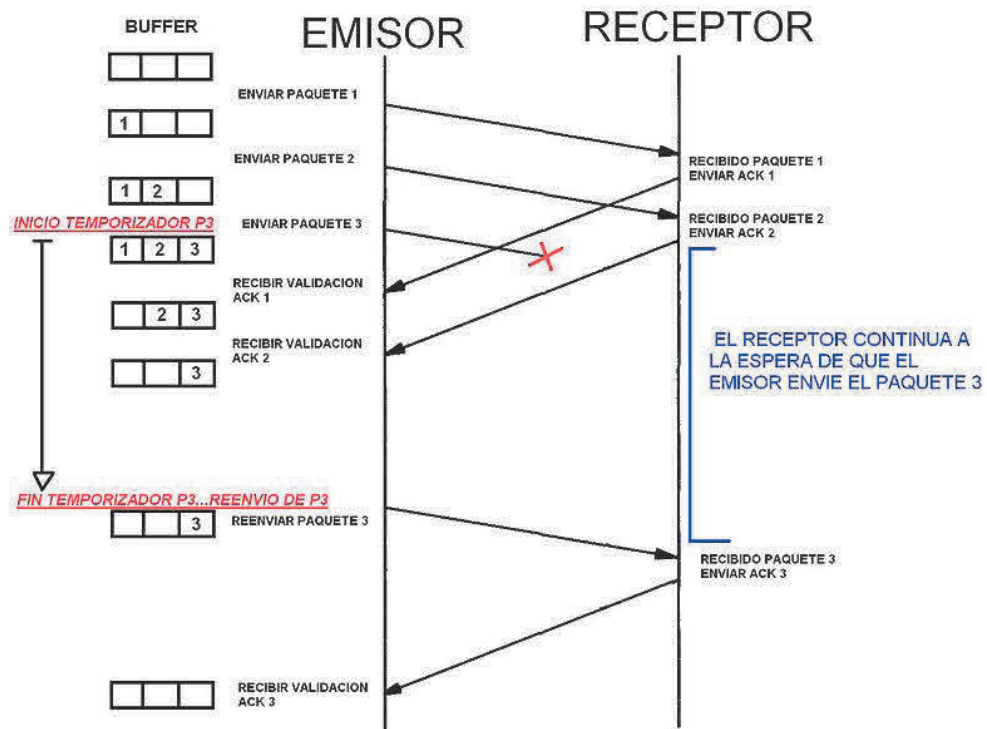 BUFFER
EMISOR
RECEPTOR
ENVIAR PAQUETE 1
1
RECIBIDO PAQUETE 1
ENVIAR ACK 1
ENVIAR PAQUETE 2
1 2
INICIO TEMPORIZADOR P3
ENVIAR PAQUETE 3
RECIBIDO PAQUETE 2
ENVIAR ACK 2
1 2 3
RECIBIR VALIDACION
ACK 1
2 3
RECIBIR VALIDACION
ACK 2
3
EL RECEPTOR CONTINUA A
LA ESPERA DE QUE EL
EMISOR ENVIE EL PAQUETE 3
FIN TEMPORIZADOR P3...REENVIO DE P3
3
REENVIAR PAQUETE 3
RECIBIDO PAQUETE 3
ENVIAR ACK 3
RECIBIR VALIDACION
ACK 3